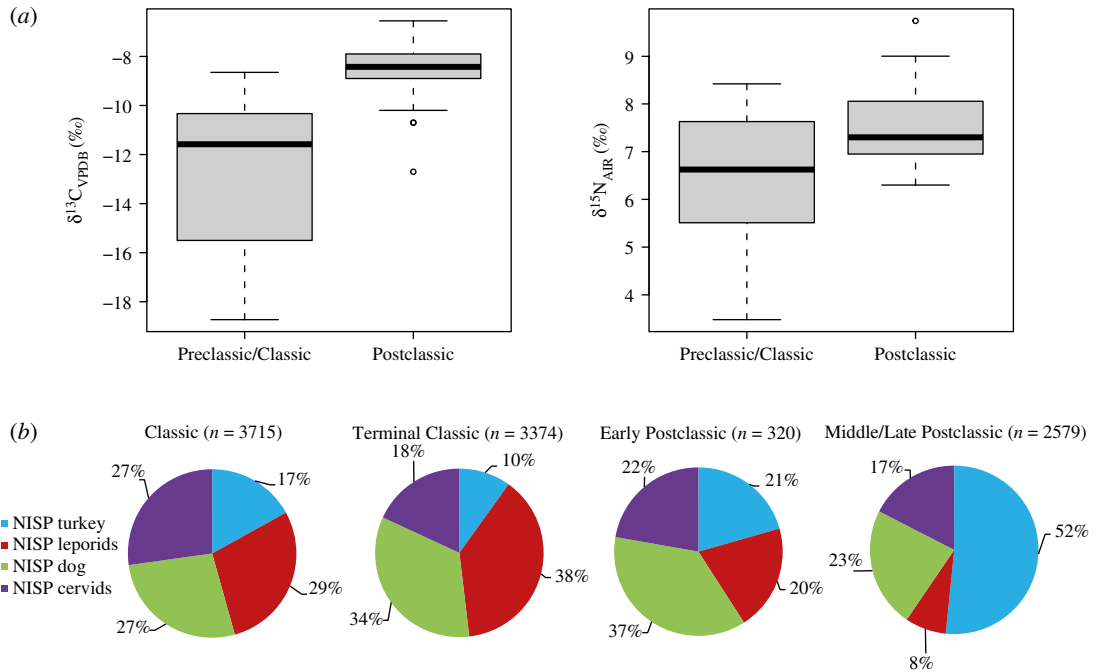 (a)
δ¹³C_VPDB (‰)
−8
−10
−12
−14
−16
−18
Preclassic/Classic Postclassic
δ¹⁵N_AIR (‰)
9
8
7
6
5
4
Preclassic/Classic Postclassic
(b)
Classic (n = 3715)
27%
17%
29%
27%
Terminal Classic (n = 3374)
18%
10%
38%
34%
Early Postclassic (n = 320)
22%
21%
20%
37%
Middle/Late Postclassic (n = 2579)
17%
52%
23%
8%
NISP turkey
NISP leporids
NISP dog
NISP cervids